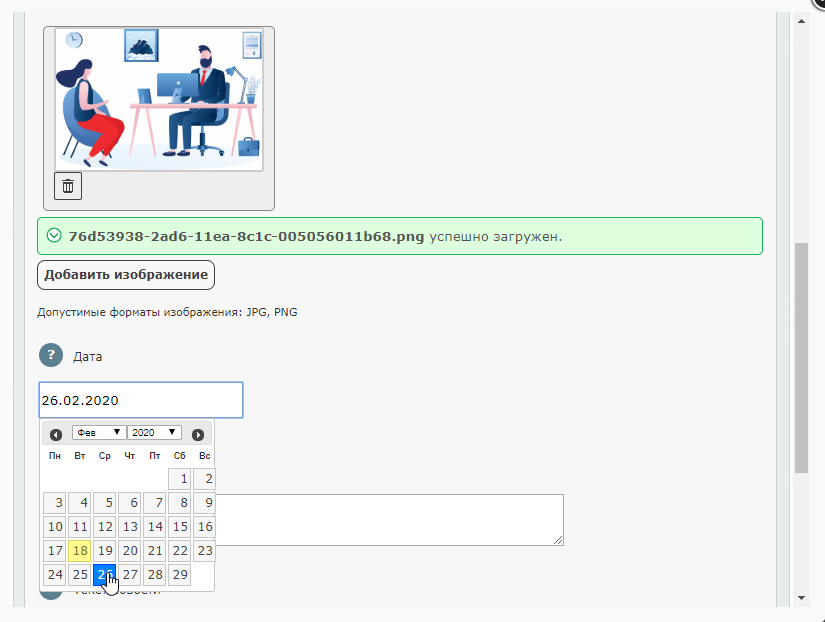 76d53938-2ad6-11ea-8c1c-005056011b68.png успешно загружен.
Добавить изображение
Допустимые форматы изображения: JPG, PNG
? Дата
26.02.2020
Фев 2020
Пн Вт Ср Чт Пт Сб Вс
1 2
3 4 5 6 7 8 9
10 11 12 13 14 15 16
17 18 19 20 21 22 23
24 25 26 27 28 29